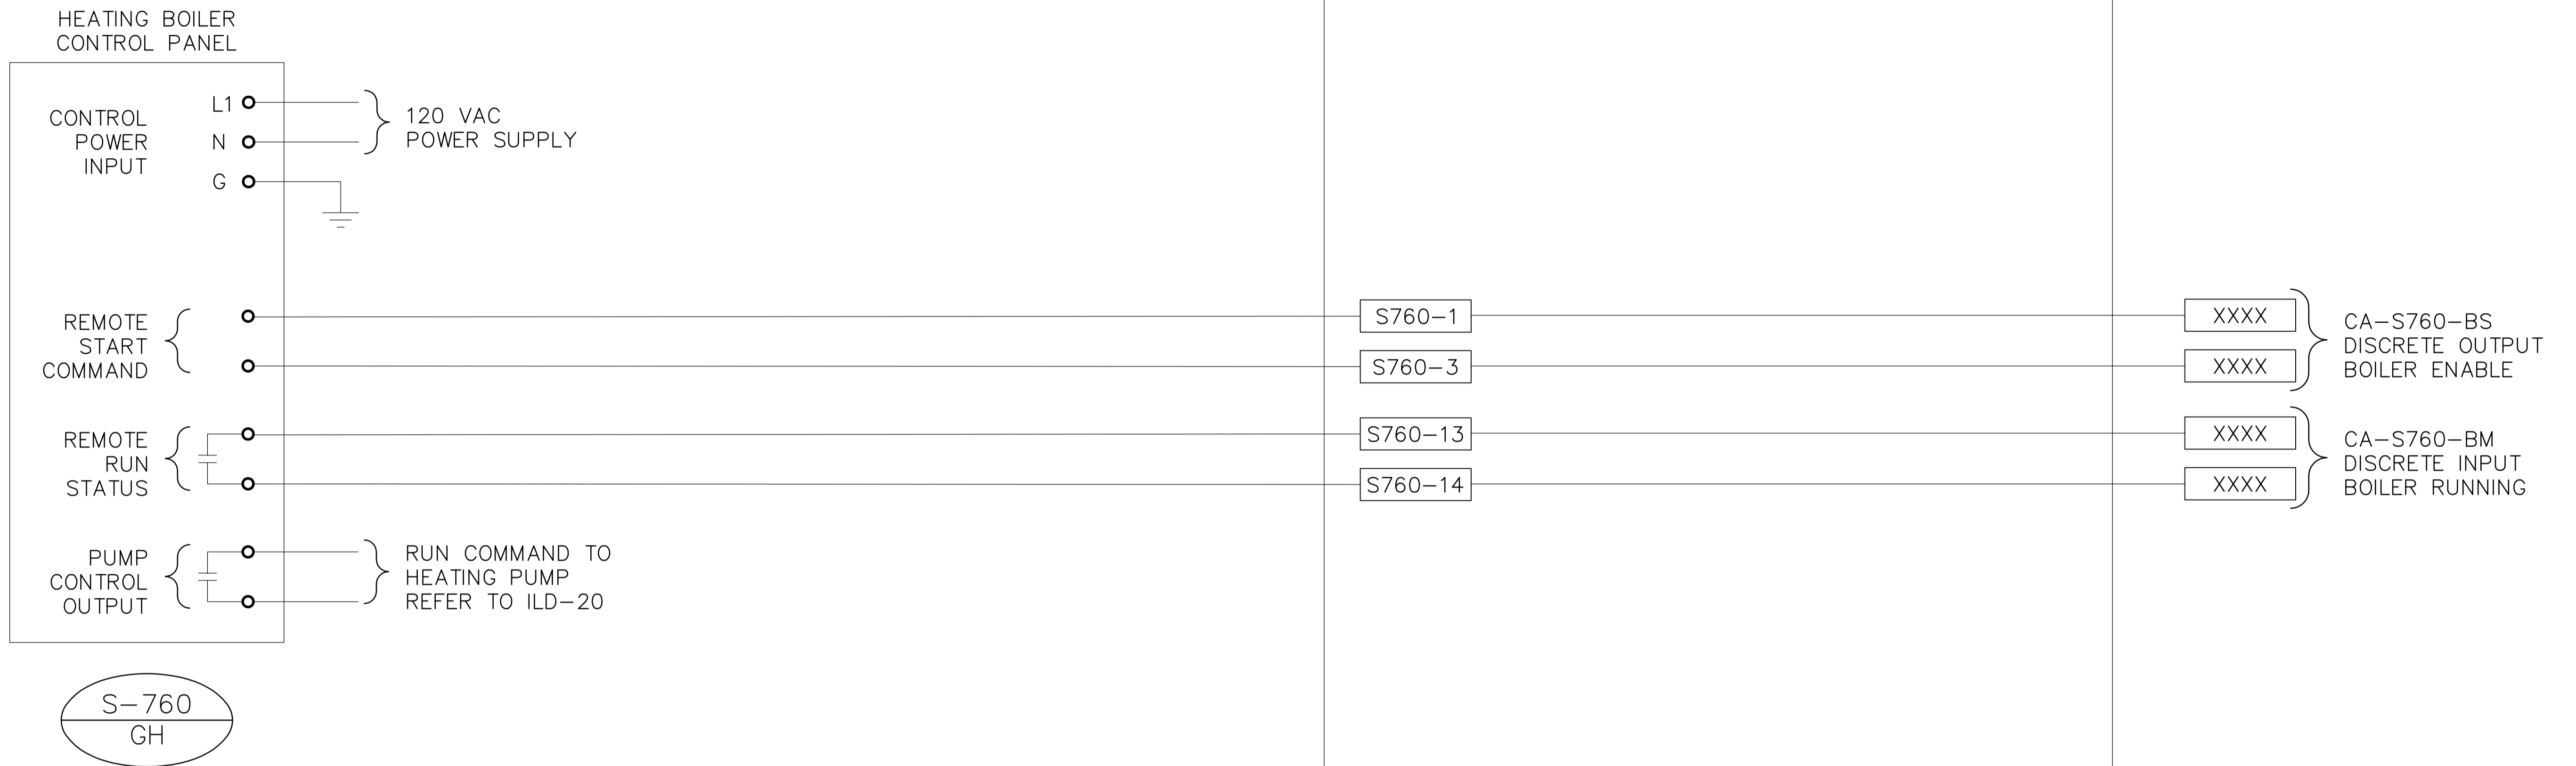 HEATING BOILER
CONTROL PANEL
CONTROL
POWER
INPUT
L1
N
G
120 VAC
POWER SUPPLY
REMOTE
START
COMMAND
S760-1
S760-3
XXXX
XXXX
CA-S760-BS
DISCRETE OUTPUT
BOILER ENABLE
REMOTE
RUN
STATUS
S760-13
S760-14
XXXX
XXXX
CA-S760-BM
DISCRETE INPUT
BOILER RUNNING
PUMP
CONTROL
OUTPUT
RUN COMMAND TO
HEATING PUMP
REFER TO ILD-20
S-760
GH